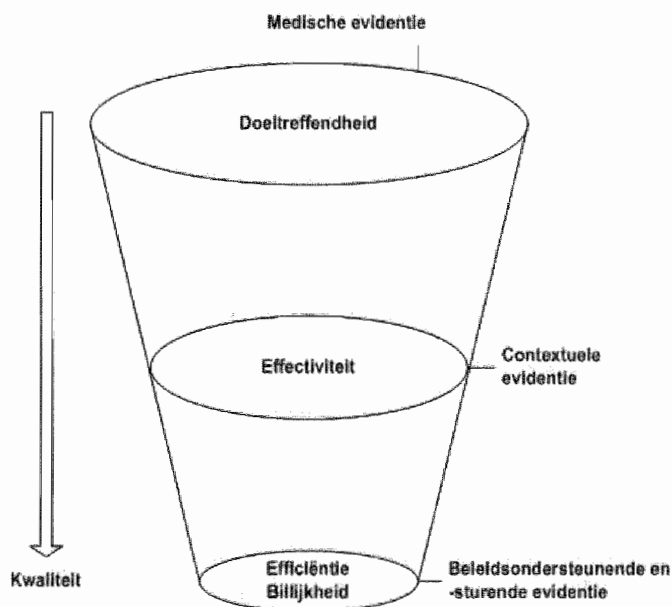 Medische evidentie
Doeltreffendheid
Effectiviteit
Contextuele
evidentie
Efficiëntie
Billijkheid
Beleidsondersteunende en
-sturende evidentie
Kwaliteit